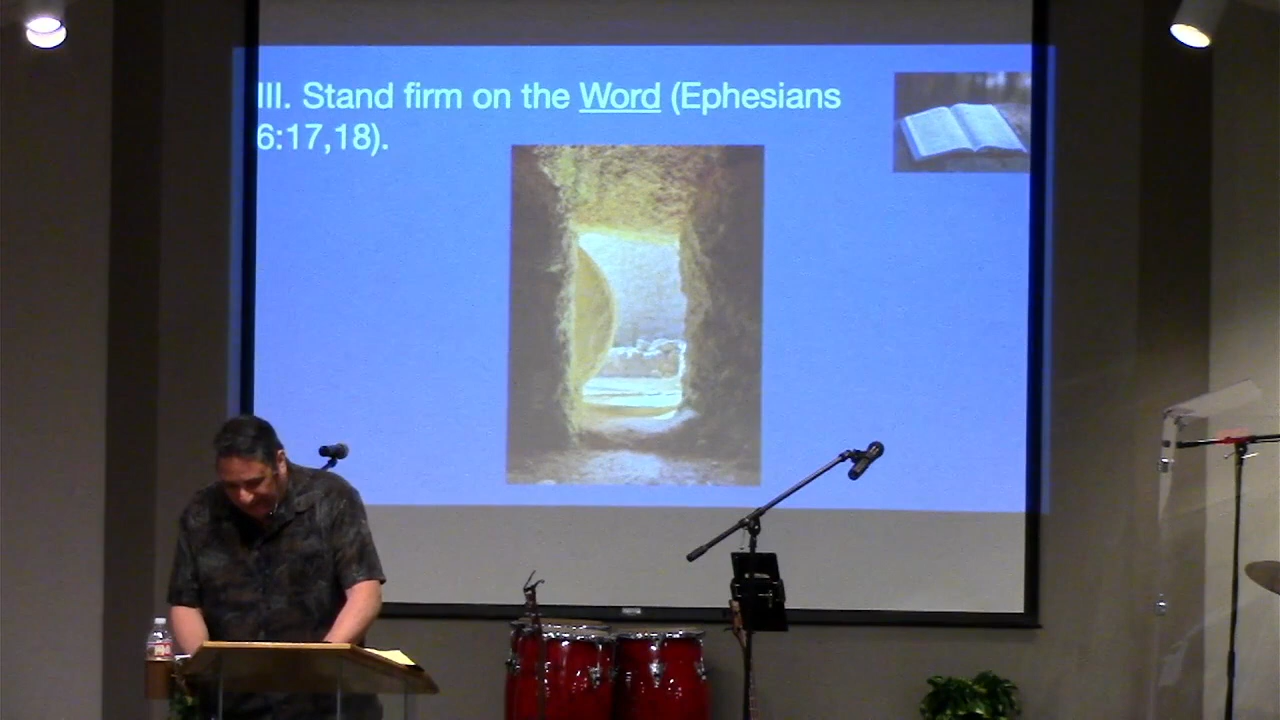 III. Stand firm on the Word (Ephesians
6:17,18).